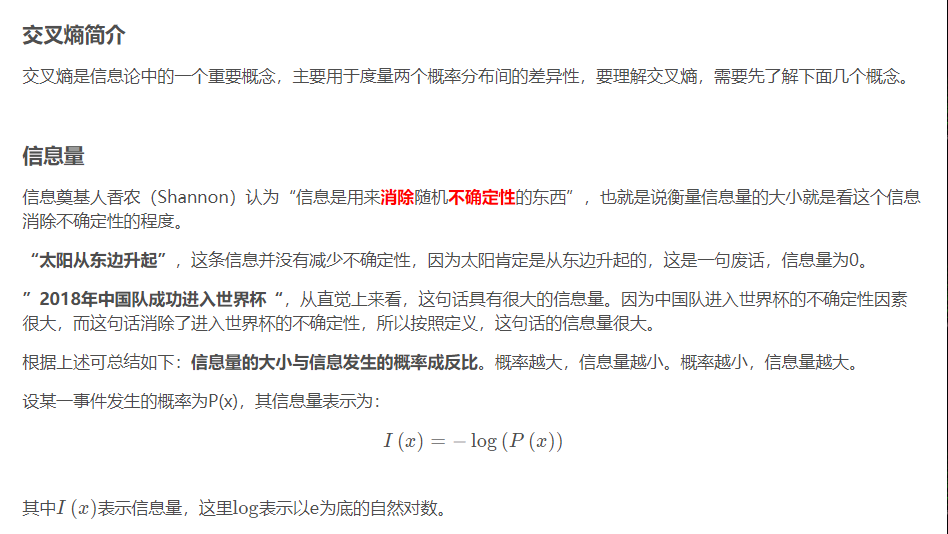 交叉熵简介
交叉熵是信息论中的一个重要概念，主要用于度量两个概率分布间的差异性，要理解交叉熵，需要先了解下面几个概念。
信息量
信息奠基人香农（Shannon）认为“信息是用来消除随机不确定性的东西”，也就是说衡量信息量的大小就是看这个信息
消除不确定性的程度。
“太阳从东边升起”，这条信息并没有减少不确定性，因为太阳肯定是从东边升起的，这是一句废话，信息量为0。
”2018年中国队成功进入世界杯“，从直觉上来看，这句话具有很大的信息量。因为中国队进入世界杯的不确定性因素
很大，而这句话消除了进入世界杯的不确定性，所以按照定义，这句话的信息量很大。
根据上述可总结如下：信息量的大小与信息发生的概率成反比。概率越大，信息量越小。概率越小，信息量越大。
设某一事件发生的概率为P(x)，其信息量表示为：
I (x) = − log (P (x))
其中I (x)表示信息量，这里log表示以e为底的自然对数。